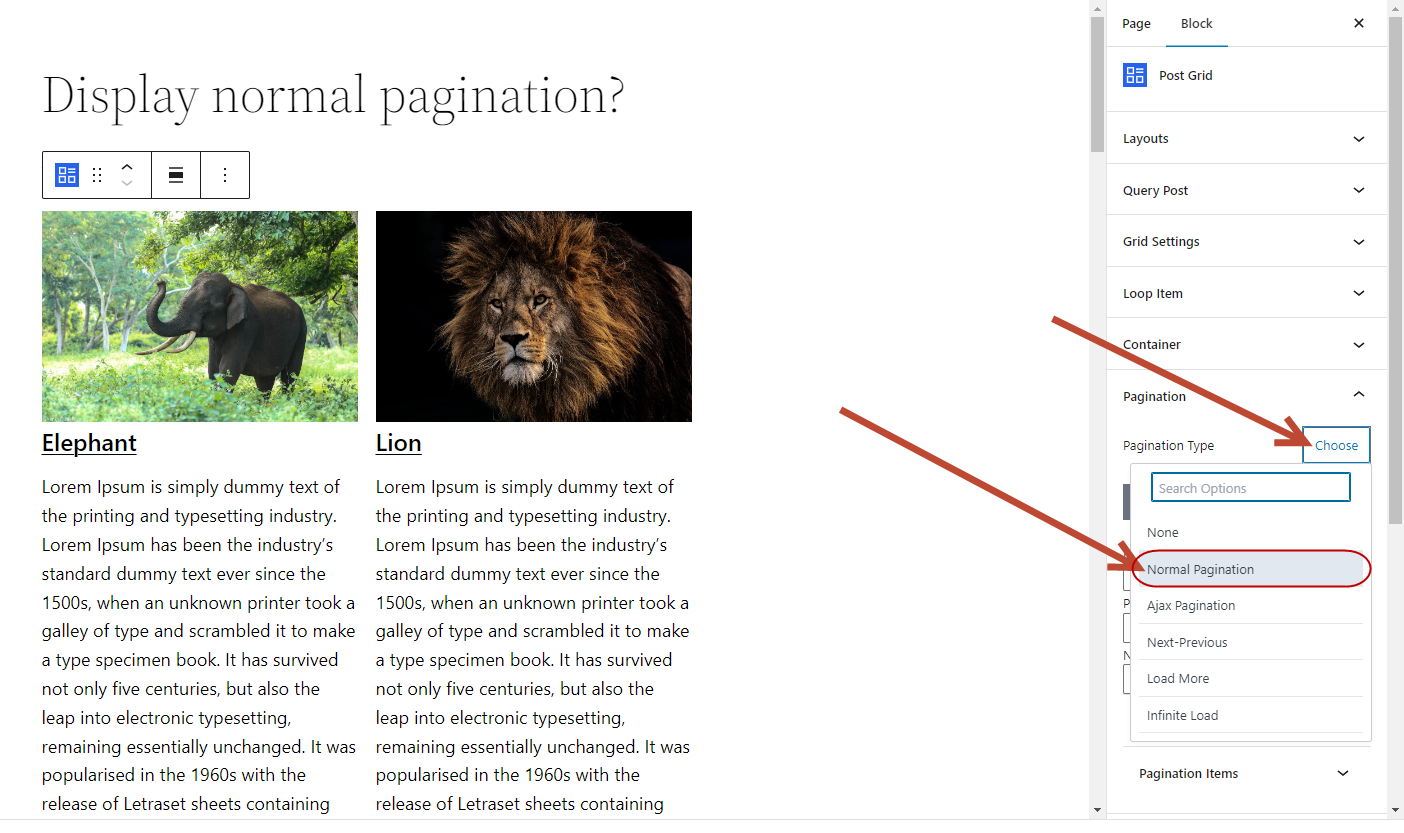 Display normal pagination?
Elephant
Lorem Ipsum is simply dummy text of
the printing and typesetting industry.
Lorem Ipsum has been the industry’s
standard dummy text ever since the
1500s, when an unknown printer took a
galley of type and scrambled it to make
a type specimen book. It has survived
not only five centuries, but also the
leap into electronic typesetting,
remaining essentially unchanged. It was
popularised in the 1960s with the
release of Letraset sheets containing
Lion
Lorem Ipsum is simply dummy text of
the printing and typesetting industry.
Lorem Ipsum has been the industry’s
standard dummy text ever since the
1500s, when an unknown printer took a
galley of type and scrambled it to make
a type specimen book. It has survived
not only five centuries, but also the
leap into electronic typesetting,
remaining essentially unchanged. It was
popularised in the 1960s with the
release of Letraset sheets containing
Page Block
Post Grid
Layouts
Query Post
Grid Settings
Loop Item
Container
Pagination
Pagination Type Choose
Search Options
None
Normal Pagination
Ajax Pagination
Next-Previous
Load More
Infinite Load
Pagination Items